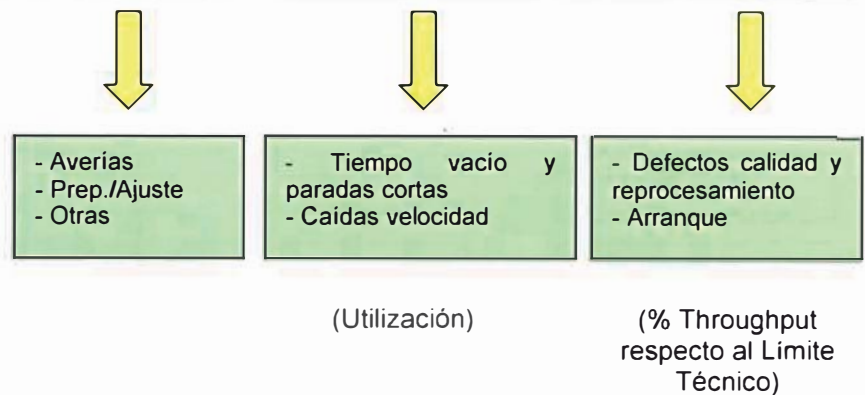 - Averías
- Prep./Ajuste
- Otras
- Tiempo vacío y
paradas cortas
- Caídas velocidad
- Defectos calidad y
reprocesamiento
- Arranque
(Utilización)
(% Throughput
respecto al Límite
Técnico)